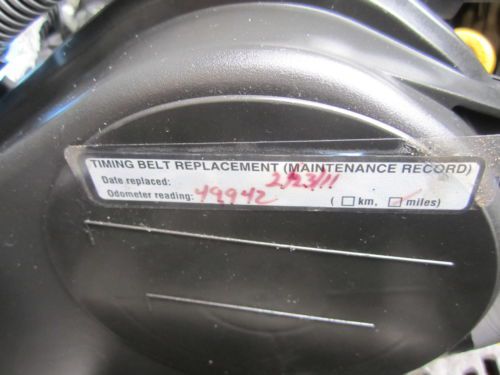 TIMING BELT REPLACEMENT (MAINTENANCE RECORD)
Date replaced: 2/23/11
Odometer reading: 49942 ( km, miles)